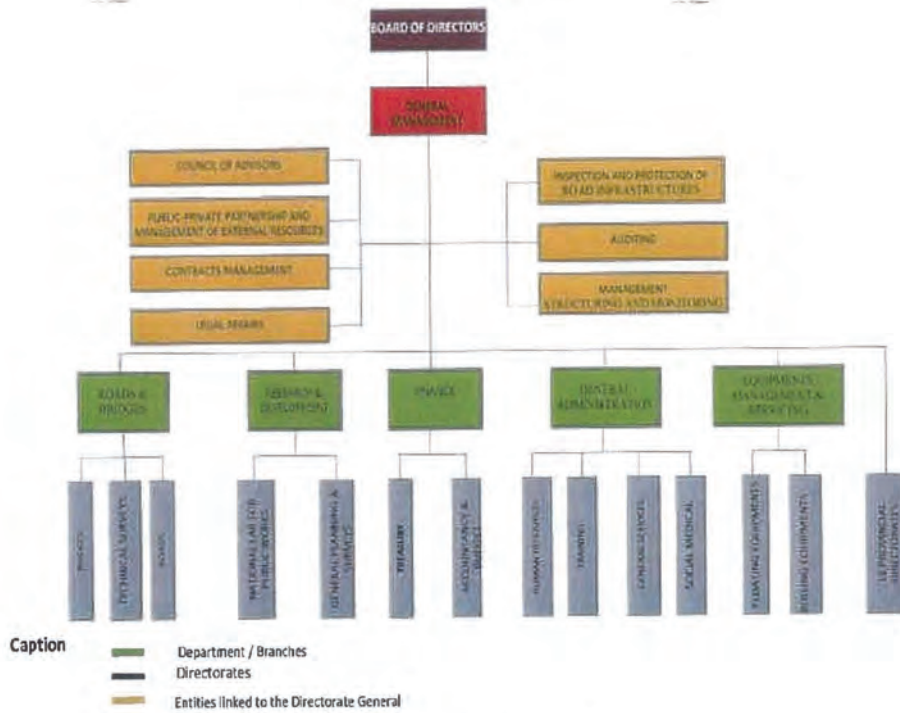 BOARD OF DIRECTORS
GENERAL
MANAGEMENT
COUNCIL OF ADVISORS
PUBLIC-PRIVATE PARTNERSHIP AND
MANAGEMENT OF EXTERNAL RESOURCES
CONTRACTS MANAGEMENT
LEGAL AFFAIRS
INSPECTION AND PROTECTION OF
ROAD INFRASTRUCTURES
AUDITING
MANAGEMENT
STRUCTURING AND MONITORING
ROADS &
BRIDGES
RESEARCH &
DEVELOPMENT
FINANCE
GENERAL
ADMINISTRATION
EQUIPMENTS
MANAGEMENT &
SERVICING
BRIDGES
TECHNICAL SERVICES
ROADS
NATIONAL LAB FOR
PUBLIC WORKS
GENERAL PLANNING &
SURVEYS
TREASURY
ACCOUNTANCY &
BUDGET
HUMAN RESOURCES
TRAINING
GENERAL SERVICES
SOCIAL MEDICAL
FLOATING EQUIPMENTS
ROLLING EQUIPMENTS
PROVINCIAL
DIRECTORATES
Caption
Department / Branches
Directorates
Entities linked to the Directorate General